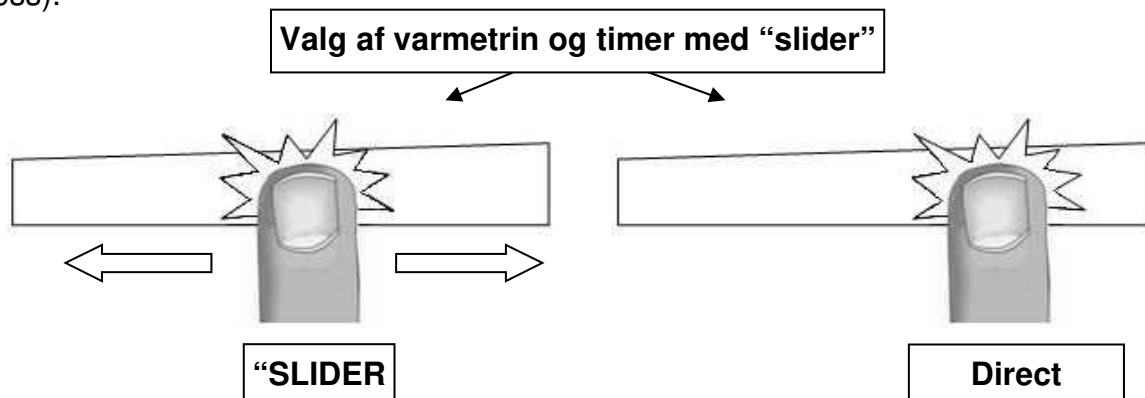 Valg af varmetrin og timer med “slider”
“SLIDER
Direct